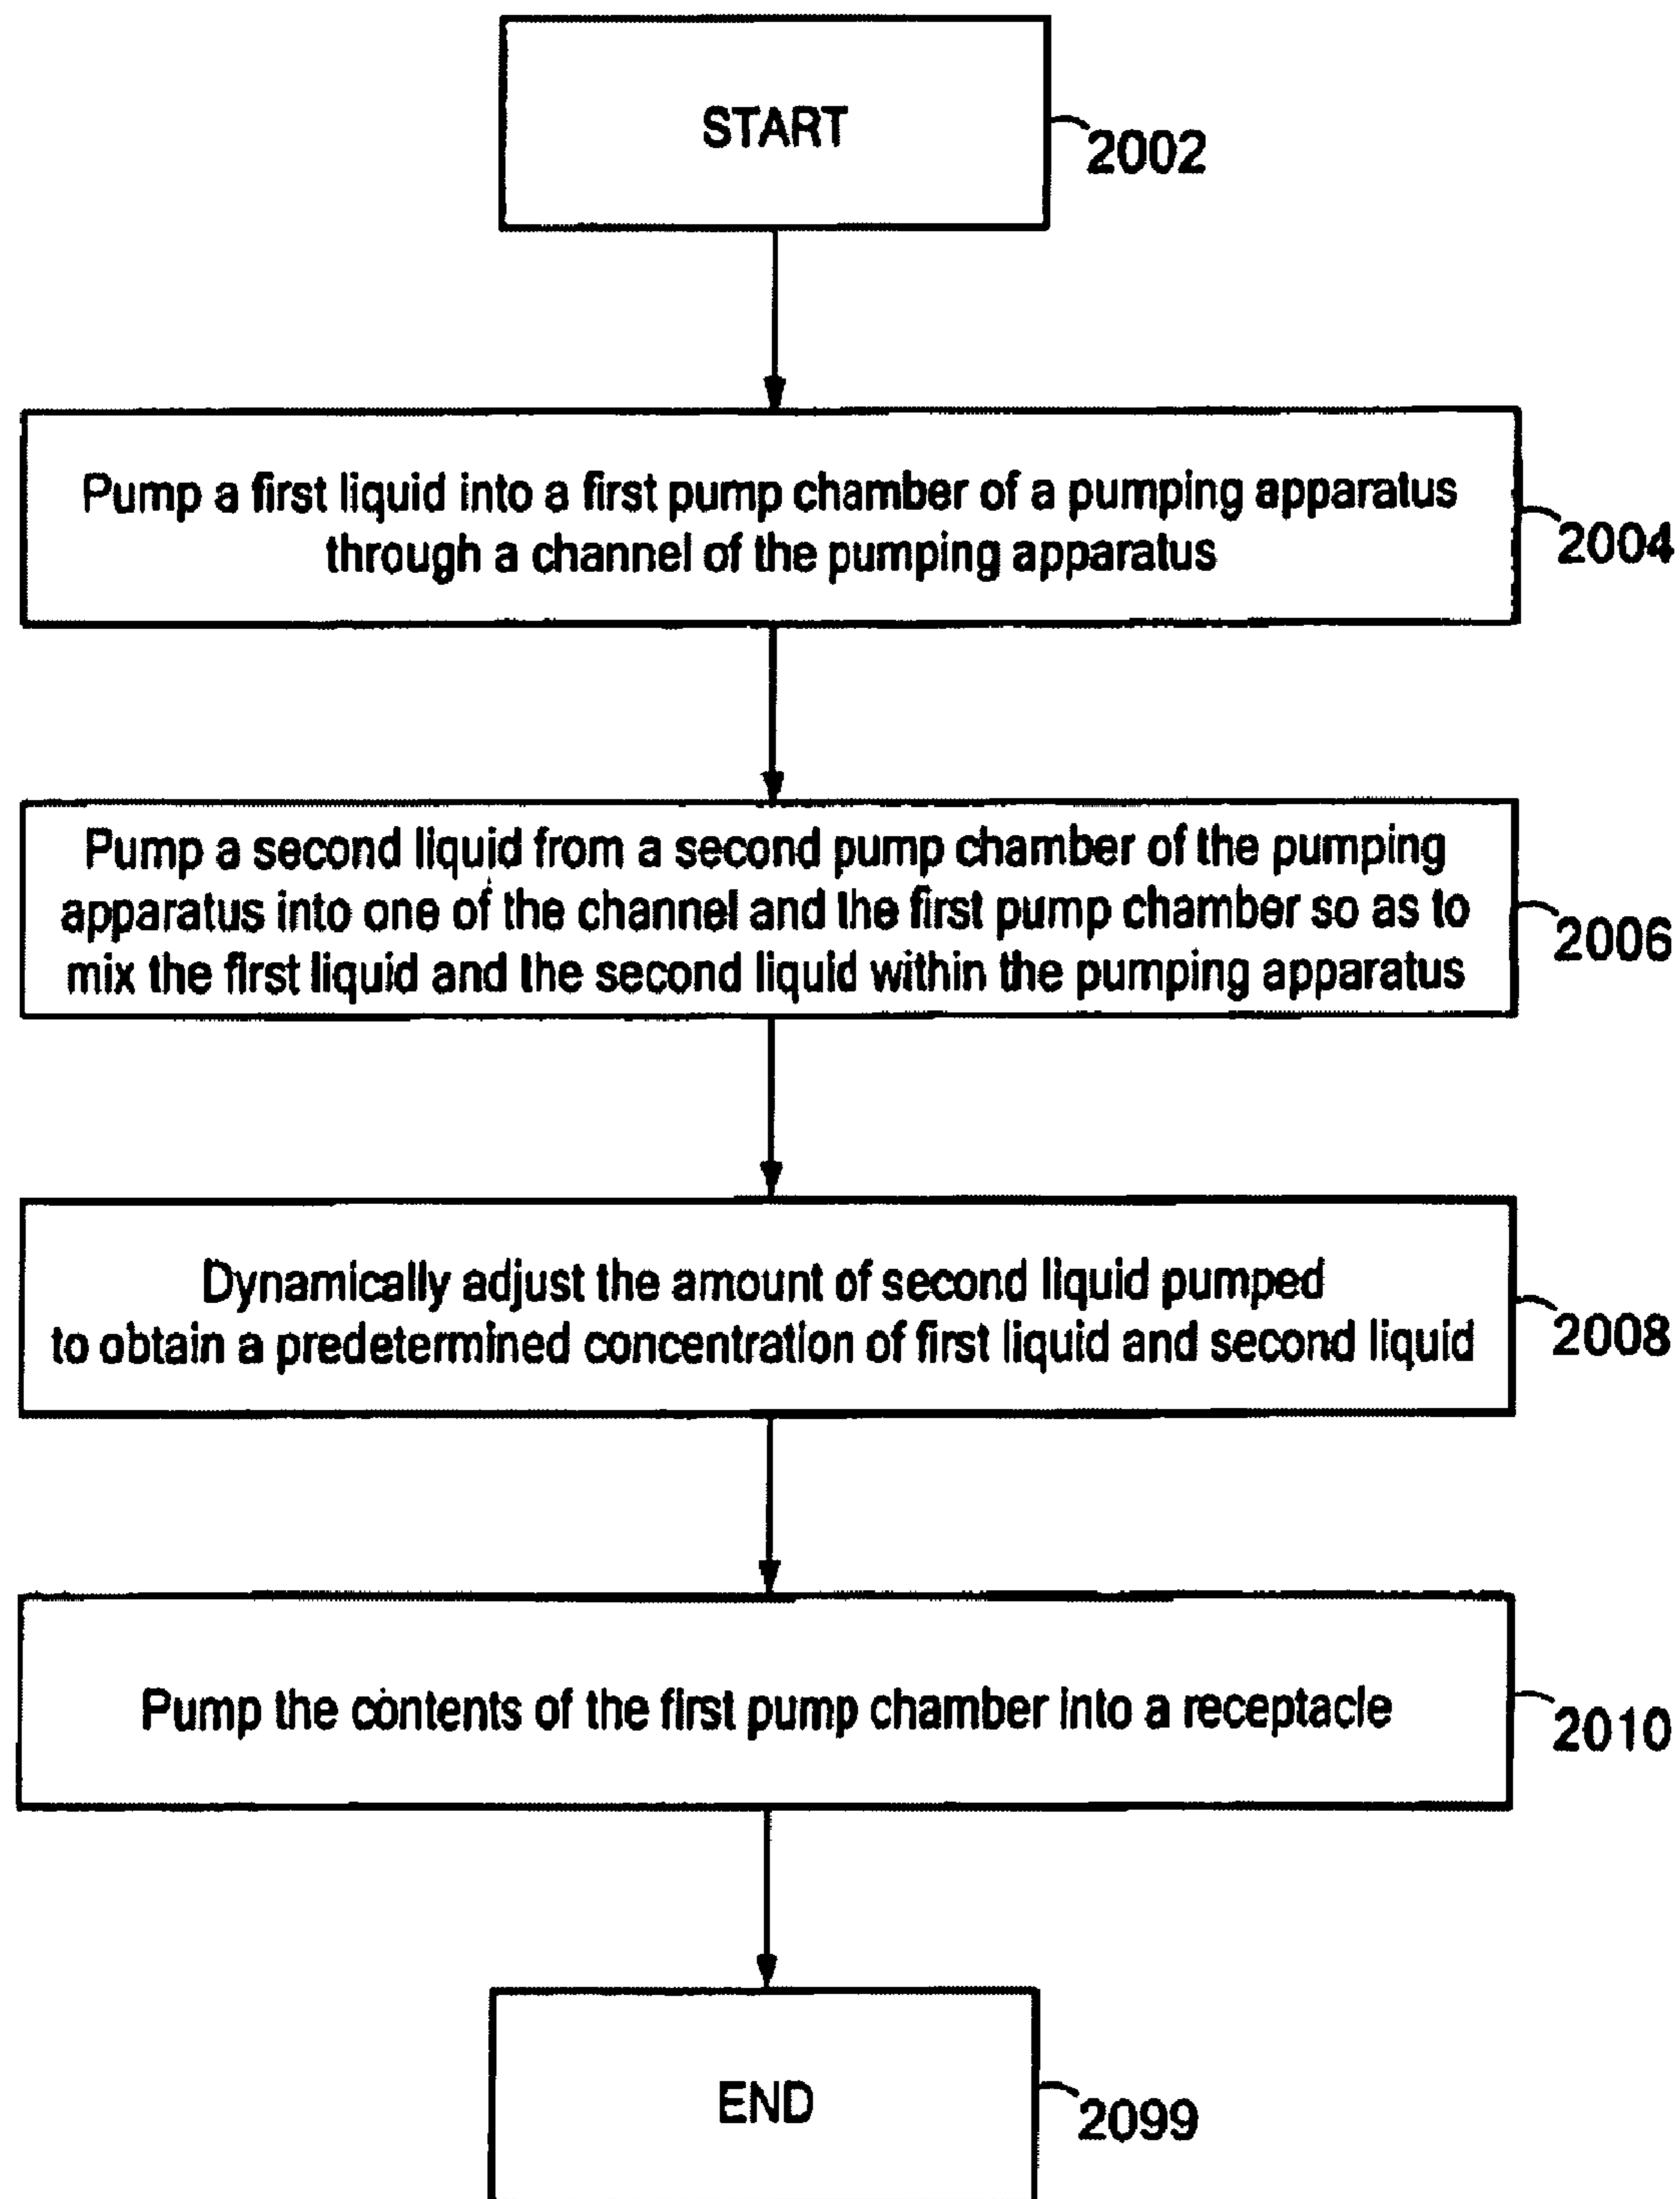 START
2002
Pump a first liquid into a first pump chamber of a pumping apparatus
through a channel of the pumping apparatus
2004
Pump a second liquid from a second pump chamber of the pumping
apparatus into one of the channel and the first pump chamber so as to
mix the first liquid and the second liquid within the pumping apparatus
2006
Dynamically adjust the amount of second liquid pumped
to obtain a predetermined concentration of first liquid and second liquid
2008
Pump the contents of the first pump chamber into a receptacle
2010
END
2099